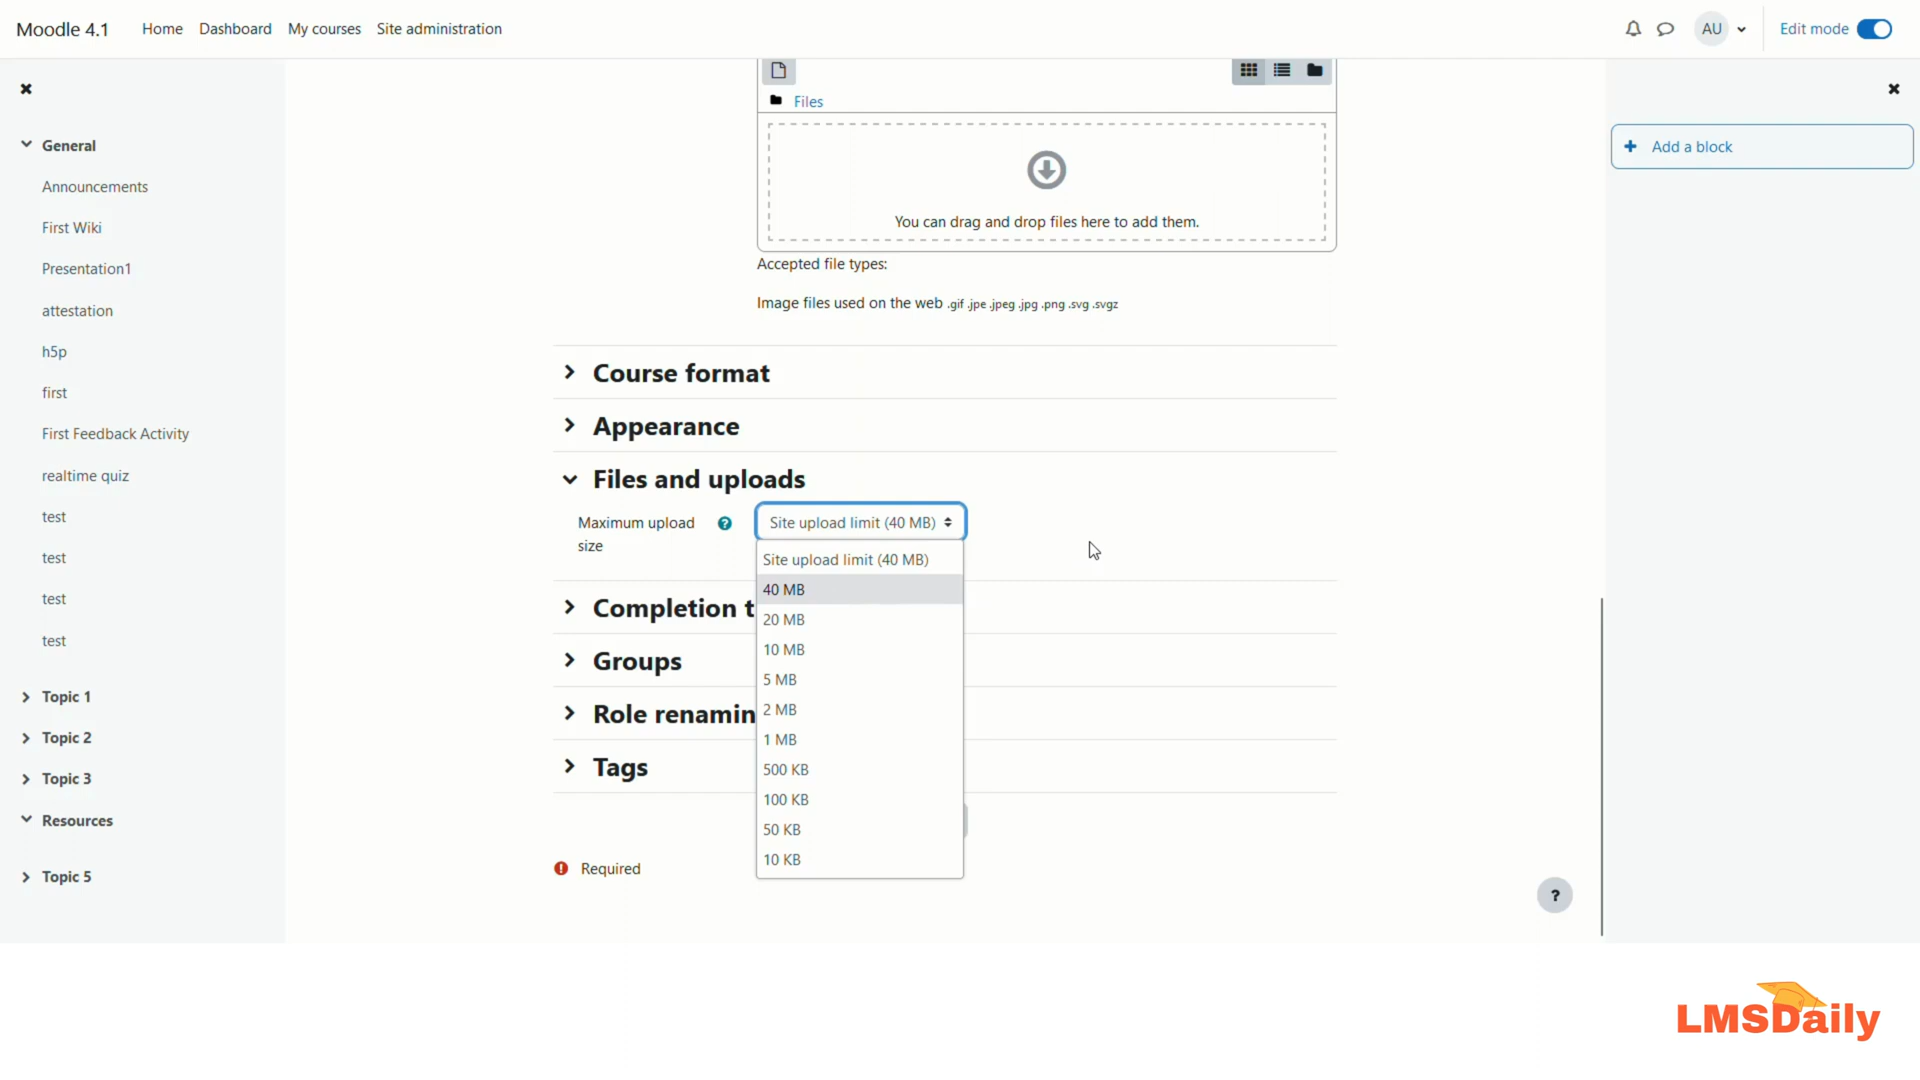 Moodle 4.1 Home Dashboard My courses Site administration AU Edit mode
General
Announcements
First Wiki
Presentation1
attestation
h5p
first
First Feedback Activity
realtime quiz
test
test
test
test
Topic 1
Topic 2
Topic 3
Resources
Topic 5
Files
You can drag and drop files here to add them.
Accepted file types:
Image files used on the web .gif .jpe .jpeg .jpg .png .svg .svgz
Course format
Appearance
Files and uploads
Maximum upload
size
?
Site upload limit (40 MB)
Site upload limit (40 MB)
40 MB
20 MB
10 MB
5 MB
2 MB
1 MB
500 KB
100 KB
50 KB
10 KB
Completion t
Groups
Role renamin
Tags
! Required
+ Add a block
?
LMSDaily